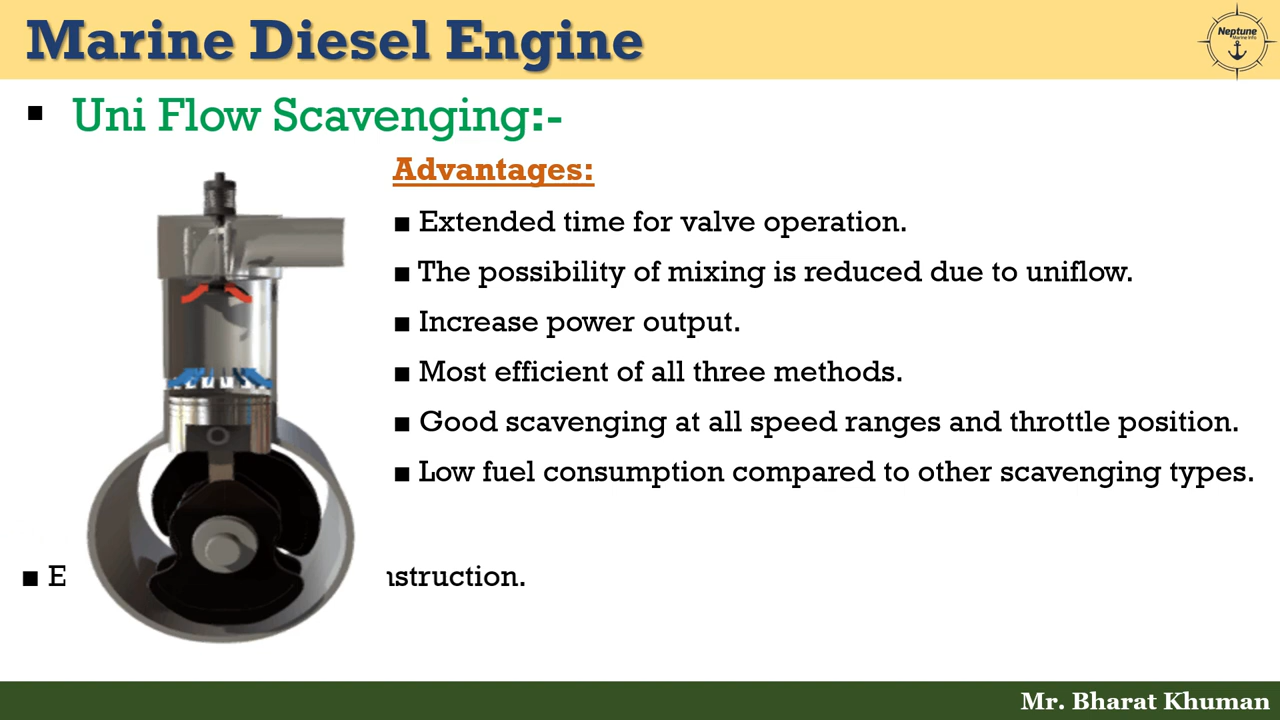 Marine Diesel Engine
Neptune
Marine Info
▪ Uni Flow Scavenging:-
Advantages:
■ Extended time for valve operation.
■ The possibility of mixing is reduced due to uniflow.
■ Increase power output.
■ Most efficient of all three methods.
■ Good scavenging at all speed ranges and throttle position.
■ Low fuel consumption compared to other scavenging types.
■ E
Mr. Bharat Khuman